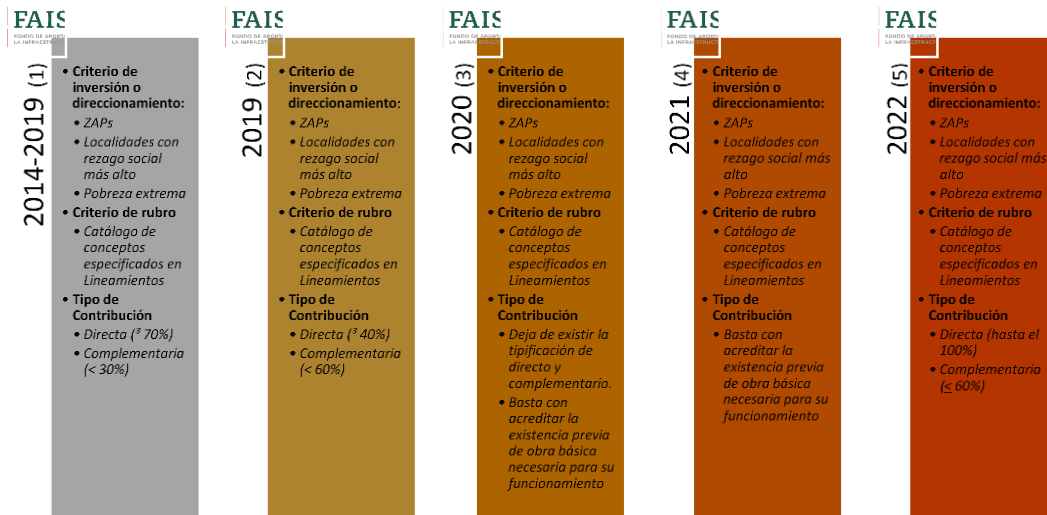 FAIS
FONDO DE APORT
LA INFRAESTRUCT
2014-2019 (1)
• Criterio de
inversión o
direccionamiento:
• ZAPs
• Localidades con
rezago social
más alto
• Pobreza extrema
• Criterio de rubro
• Catálogo de
conceptos
especificados en
Lineamientos
• Tipo de
Contribución
• Directa (³ 70%)
• Complementaria
(< 30%)
FAIS
FONDO DE APORT
LA INFRAESTRUCT
2019 (2)
• Criterio de
inversión o
direccionamiento:
• ZAPs
• Localidades con
rezago social
más alto
• Pobreza extrema
• Criterio de rubro
• Catálogo de
conceptos
especificados en
Lineamientos
• Tipo de
Contribución
• Directa (³ 40%)
• Complementaria
(< 60%)
FAIS
FONDO DE APORT
LA INFRAESTRUCT
2020 (3)
• Criterio de
inversión o
direccionamiento:
• ZAPs
• Localidades con
rezago social
más alto
• Pobreza extrema
• Criterio de rubro
• Catálogo de
conceptos
especificados en
Lineamientos
• Tipo de
Contribución
• Deja de existir la
tipificación de
directo y
complementario.
• Basta con
acreditar la
existencia previa
de obra básica
necesaria para su
funcionamiento
FAIS
FONDO DE APORT
LA INFRAESTRUCT
2021 (4)
• Criterio de
inversión o
direccionamiento:
• ZAPs
• Localidades con
rezago social más
alto
• Pobreza extrema
• Criterio de rubro
• Catálogo de
conceptos
especificados en
Lineamientos
• Tipo de
Contribución
• Basta con
acreditar la
existencia previa
de obra básica
necesaria para su
funcionamiento
FAIS
FONDO DE APORT
LA INFRAESTRUCT
2022 (5)
• Criterio de
inversión o
direccionamiento:
• ZAPs
• Localidades con
rezago social más
alto
• Pobreza extrema
• Criterio de rubro
• Catálogo de
conceptos
especificados en
Lineamientos
• Tipo de
Contribución
• Directa (hasta el
100%)
• Complementaria
(≤ 60%)